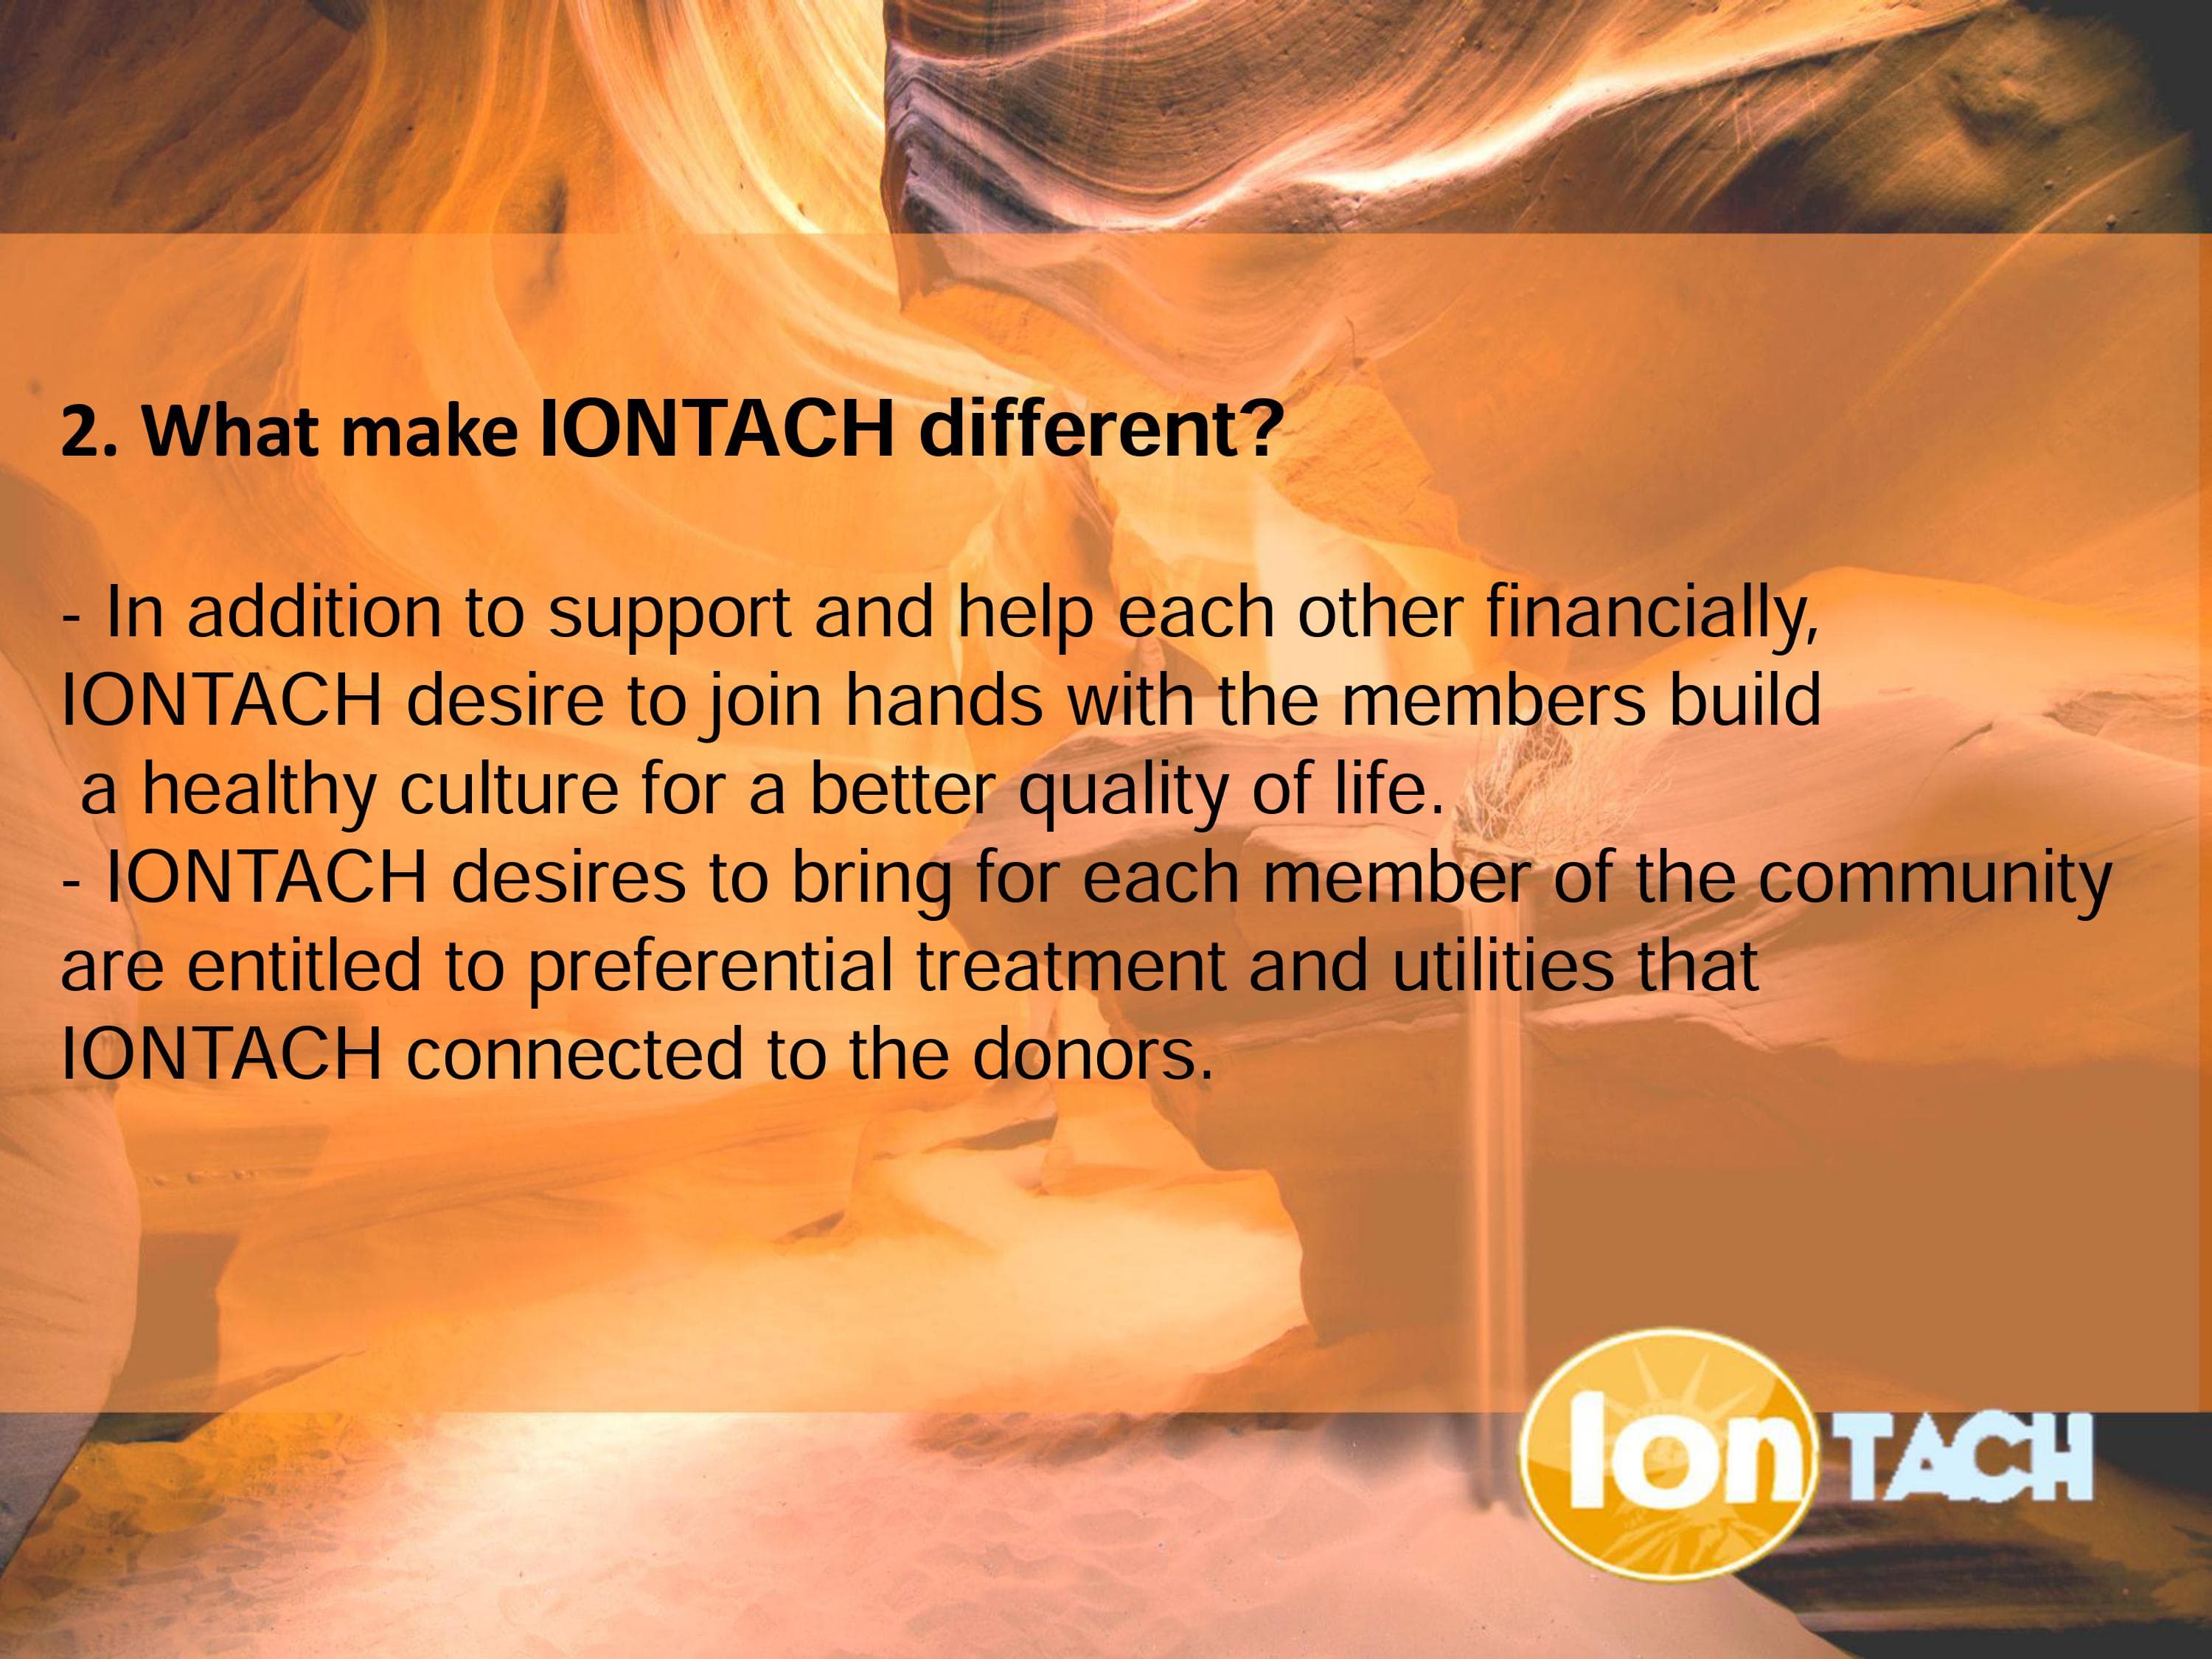 2. What make IONTACH different?
- In addition to support and help each other financially,
IONTACH desire to join hands with the members build
a healthy culture for a better quality of life.
- IONTACH desires to bring for each member of the community
are entitled to preferential treatment and utilities that
IONTACH connected to the donors.
Ion TACH